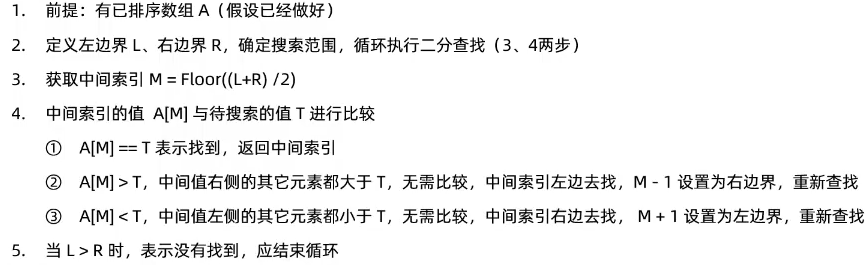 1. 前提：有已排序数组 A（假设已经做好）
2. 定义左边界 L、右边界 R，确定搜索范围，循环执行二分查找（3、4两步）
3. 获取中间索引 M = Floor((L+R) /2)
4. 中间索引的值 A[M] 与待搜索的值 T 进行比较
① A[M] == T 表示找到，返回中间索引
② A[M] > T，中间值右侧的其它元素都大于 T，无需比较，中间索引左边去找，M - 1 设置为右边界，重新查找
③ A[M] < T，中间值左侧的其它元素都小于 T，无需比较，中间索引右边去找， M + 1 设置为左边界，重新查找
5. 当 L > R 时，表示没有找到，应结束循环